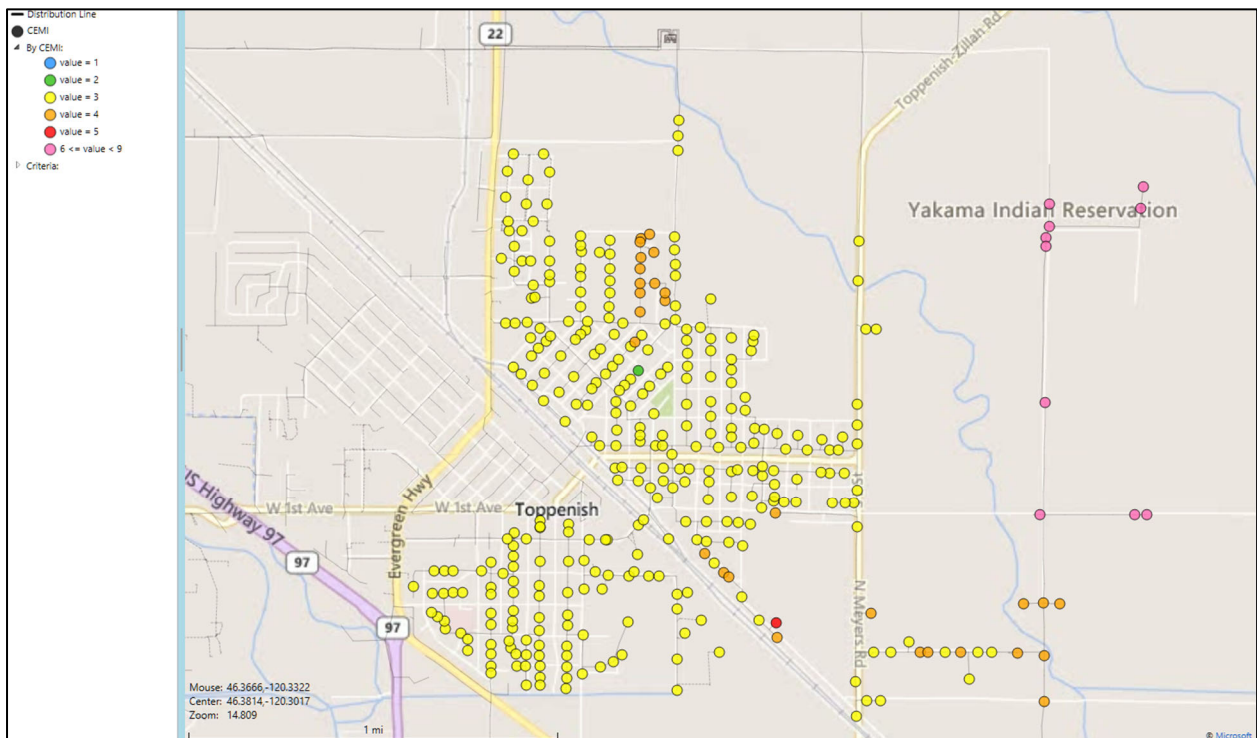 Distribution Line
CEMI
By CEMI:
value = 1
value = 2
value = 3
value = 4
value = 5
6 <= value < 9
Criteria:
22
Toppenish-Zillah Rd
Yakama Indian Reservation
US Highway 97
W 1st Ave
W 1st Ave
Toppenish
Evergreen Hwy
97
97
N Meyers Rd
Mouse: 46.3666,-120.3322
Center: 46.3814,-120.3017
Zoom: 14.809
1 mi
© Microsoft